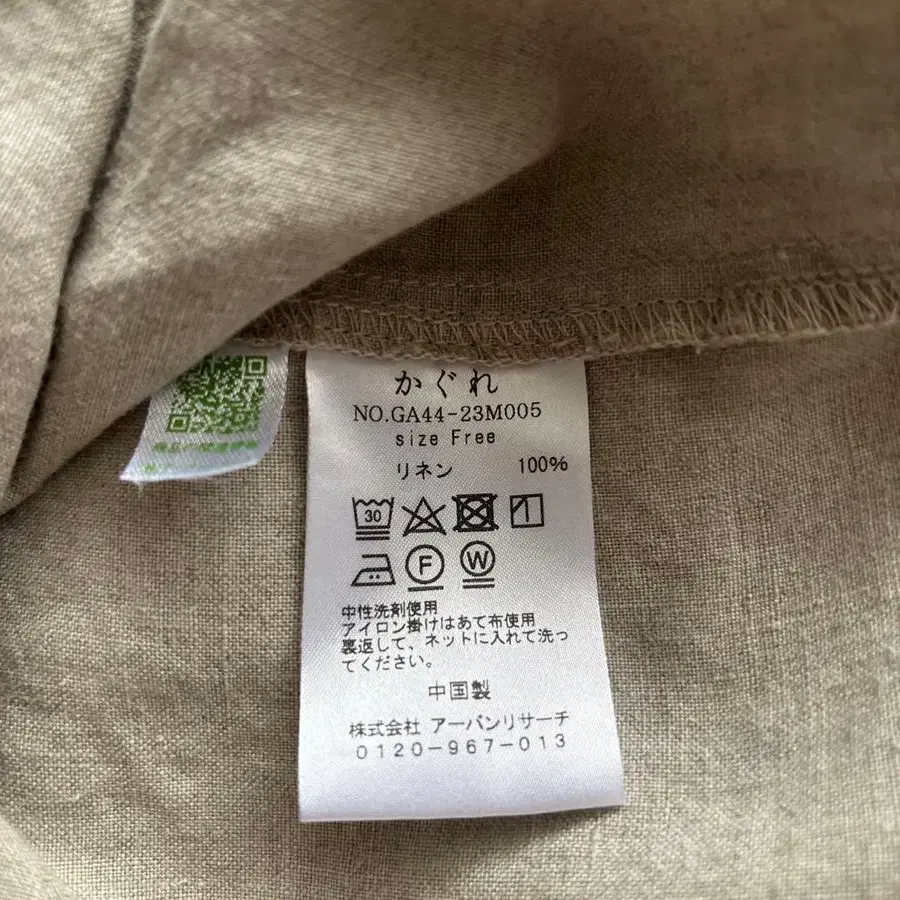 かぐれ
NO.GA44-23M005
size Free
リネン 100%
30
F W
中性洗剤使用
アイロン掛けはあて布使用
裏返して、ネットに入れて洗っ
てください。
中国製
株式会社 アーバンリサーチ
0120-967-013